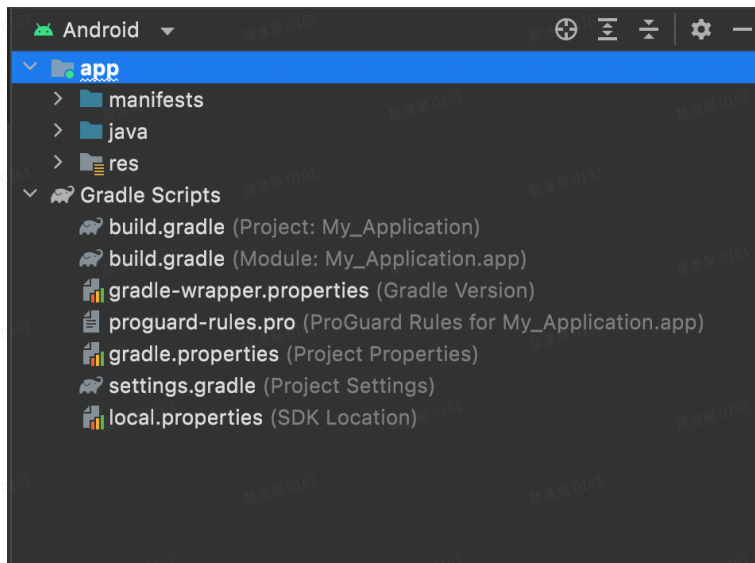 Android
app
manifests
java
res
Gradle Scripts
build.gradle (Project: My_Application)
build.gradle (Module: My_Application.app)
gradle-wrapper.properties (Gradle Version)
proguard-rules.pro (ProGuard Rules for My_Application.app)
gradle.properties (Project Properties)
settings.gradle (Project Settings)
local.properties (SDK Location)